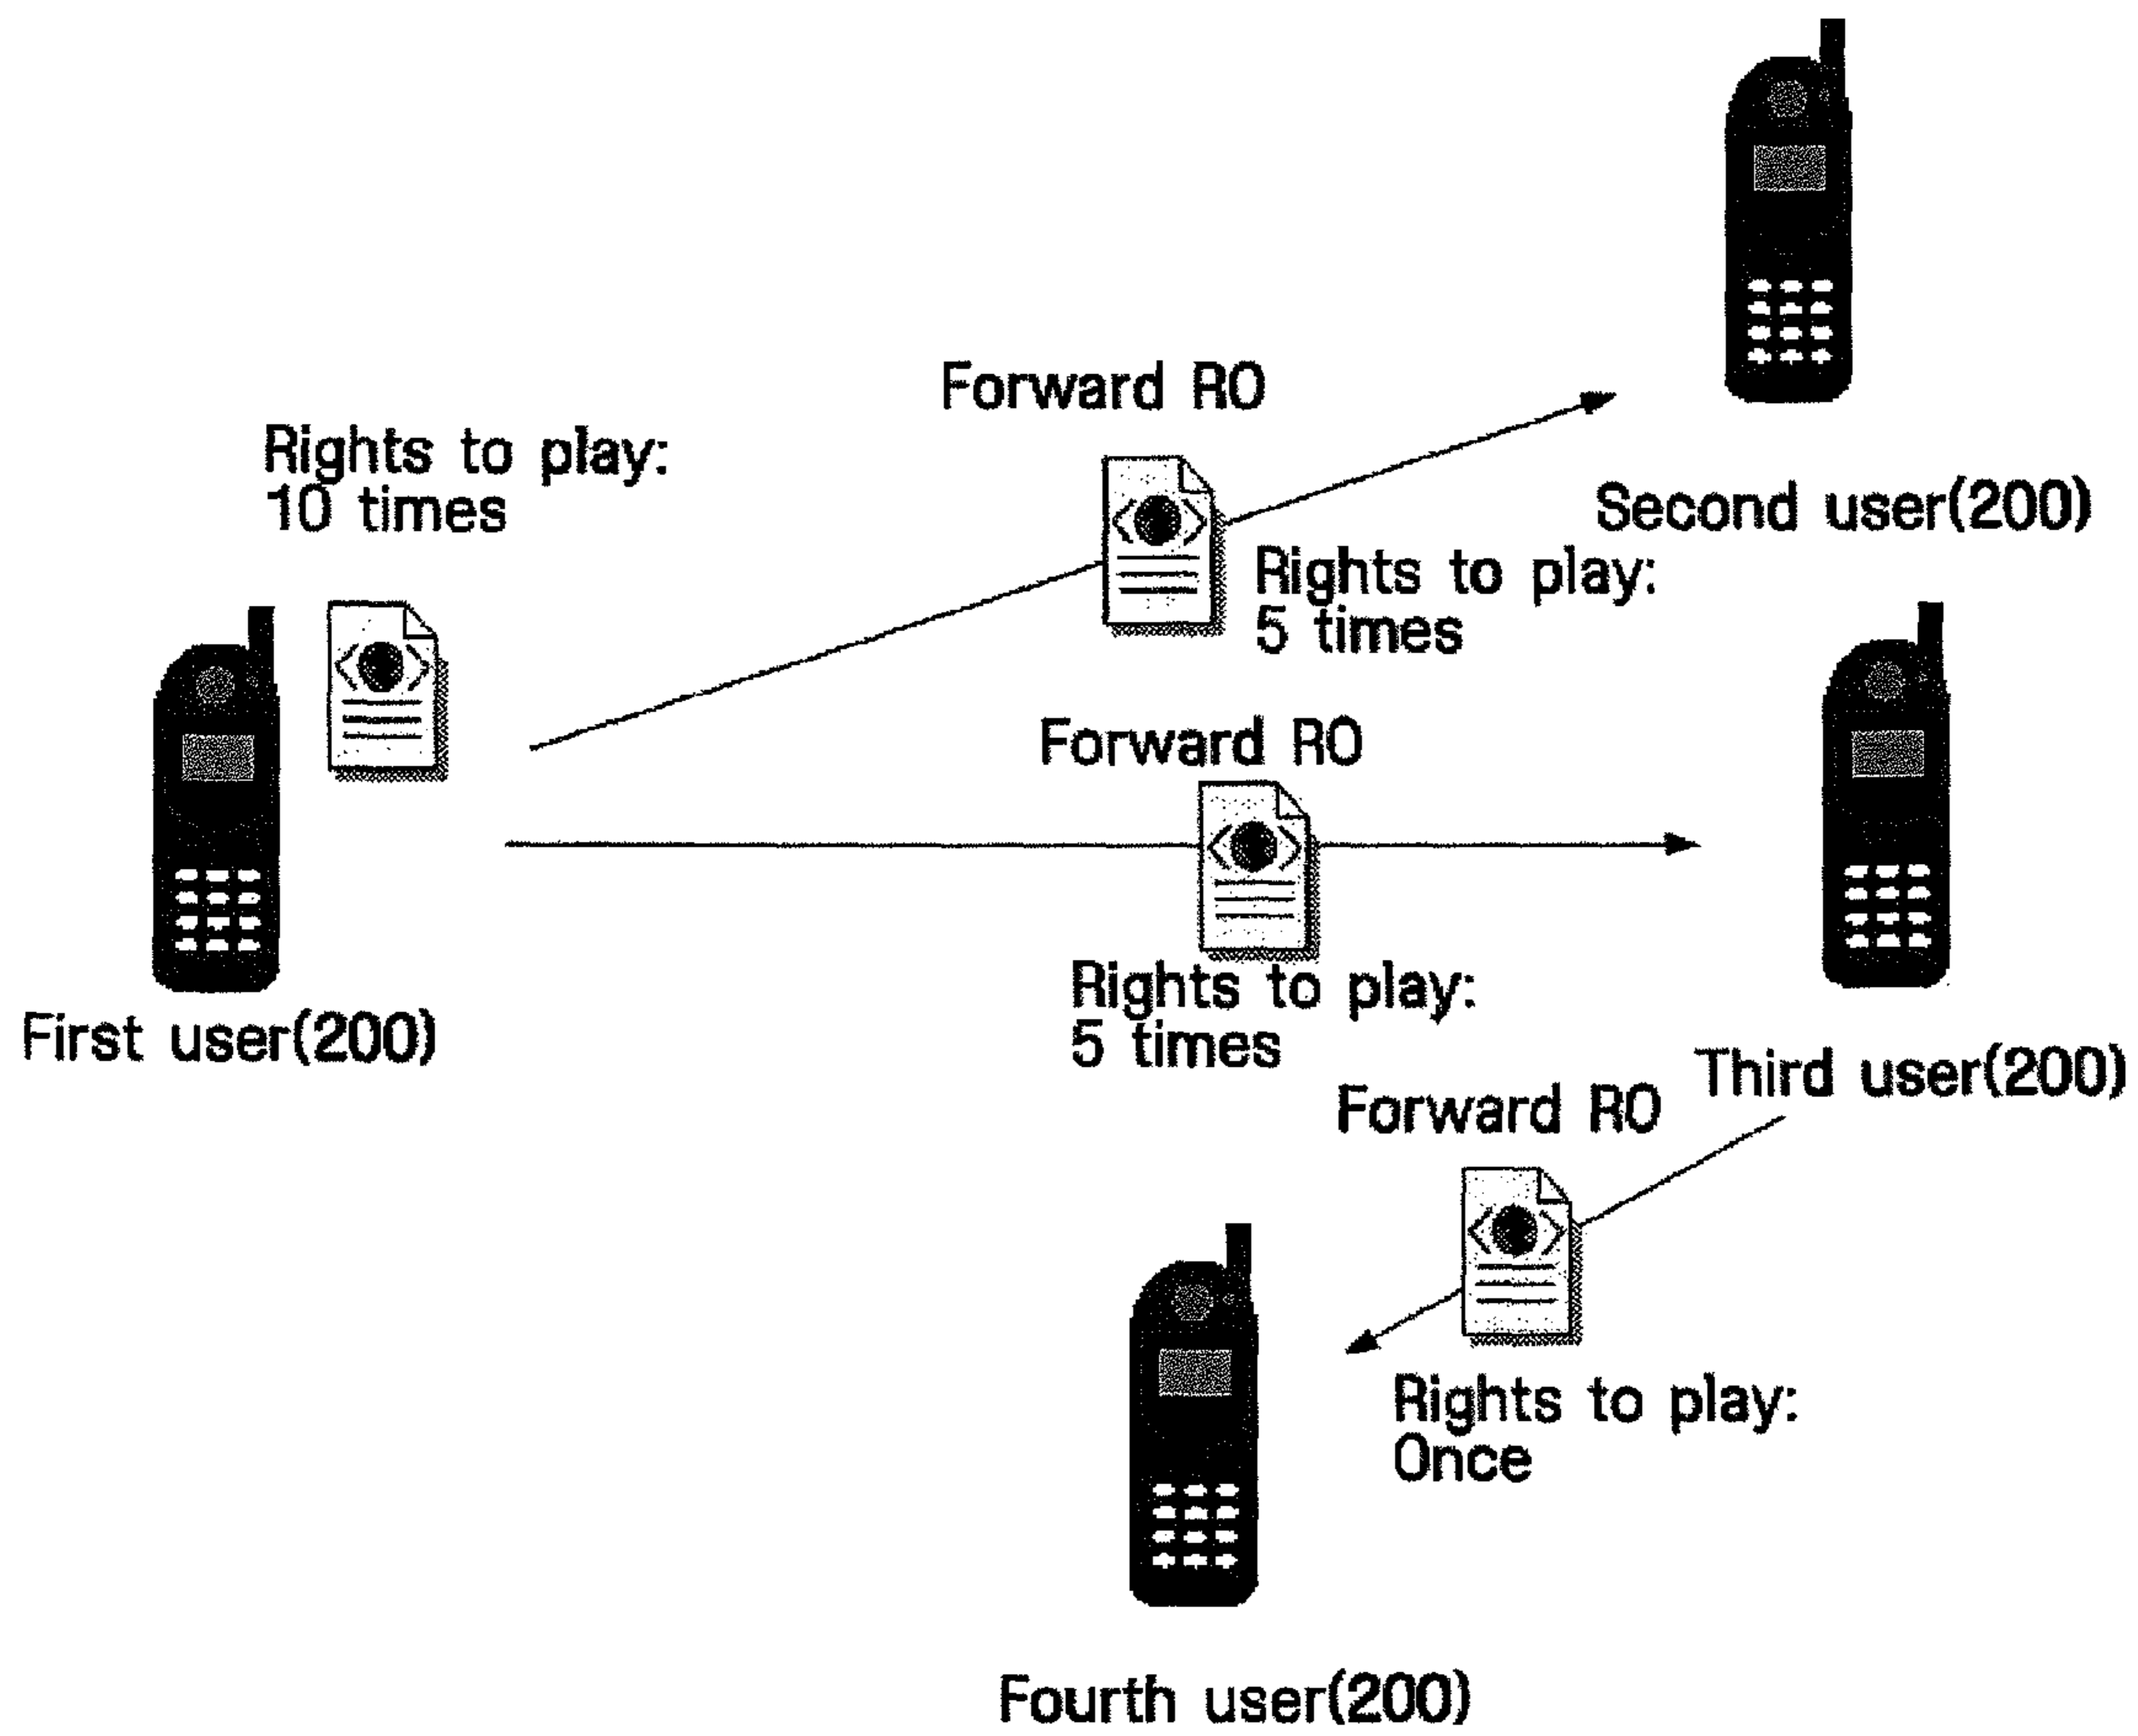 Forward RO
Rights to play:
10 times
Second user(200)
Rights to play:
5 times
Forward RO
Rights to play:
5 times
First user(200)
Third user(200)
Forward RO
Rights to play:
Once
Fourth user(200)